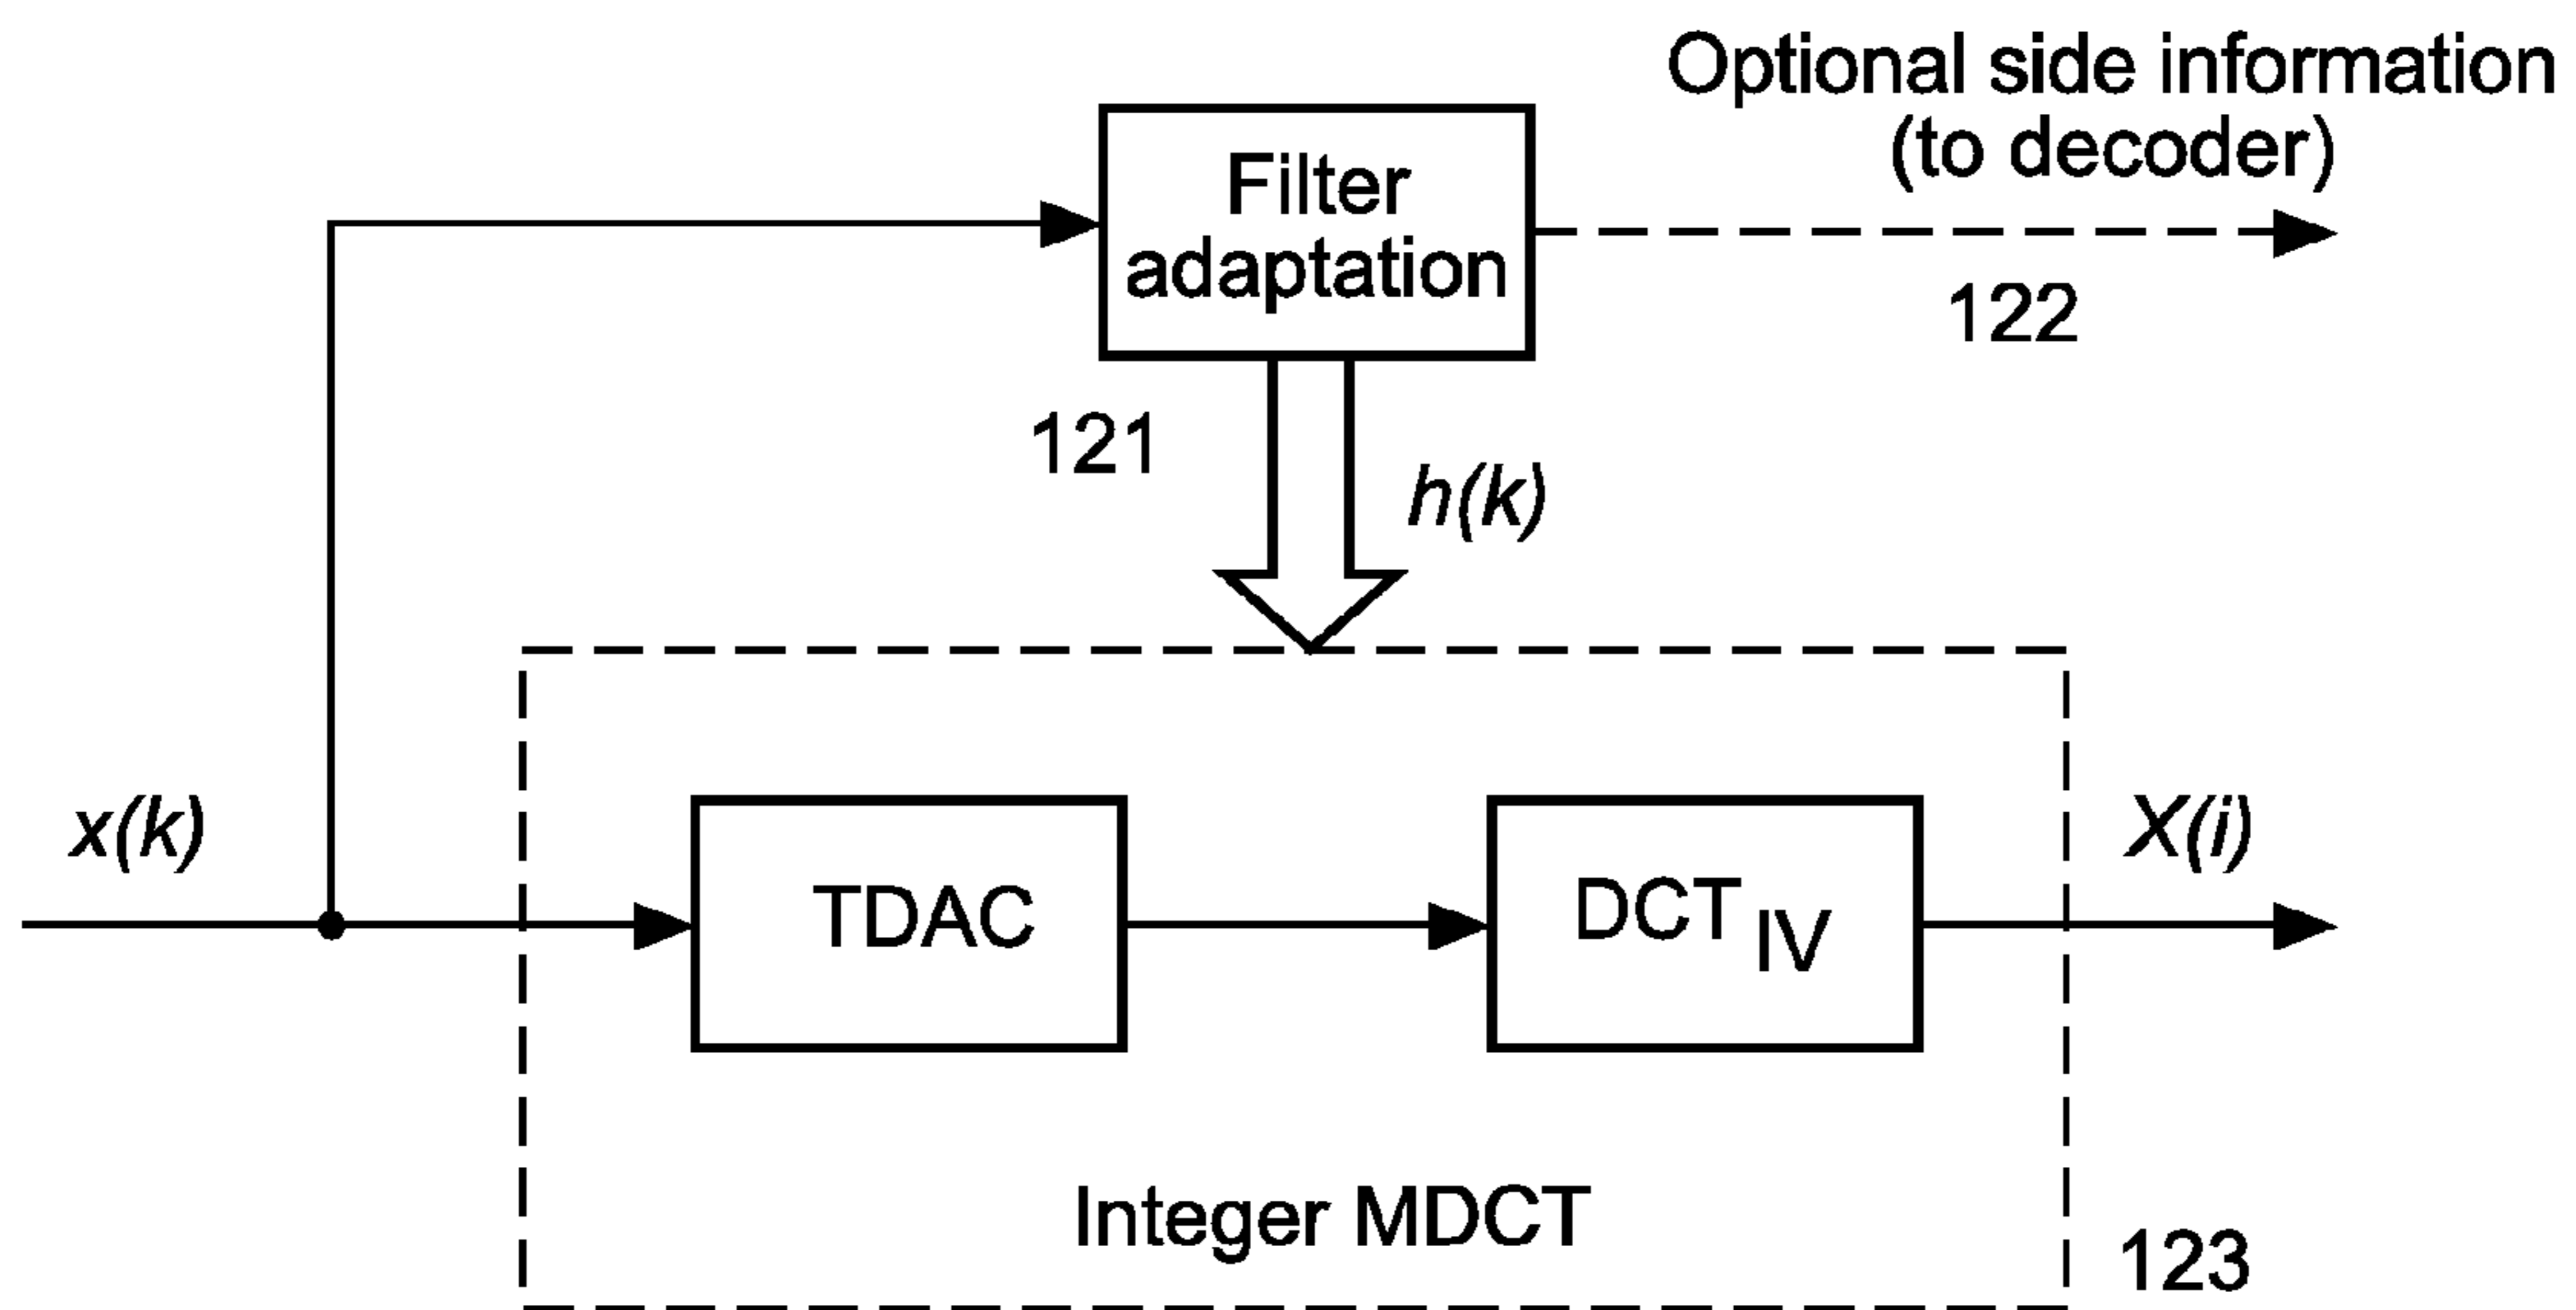 Optional side information
(to decoder)
Filter
adaptation
122
121
h(k)
x(k)
X(i)
TDAC
DCT IV
Integer MDCT
123